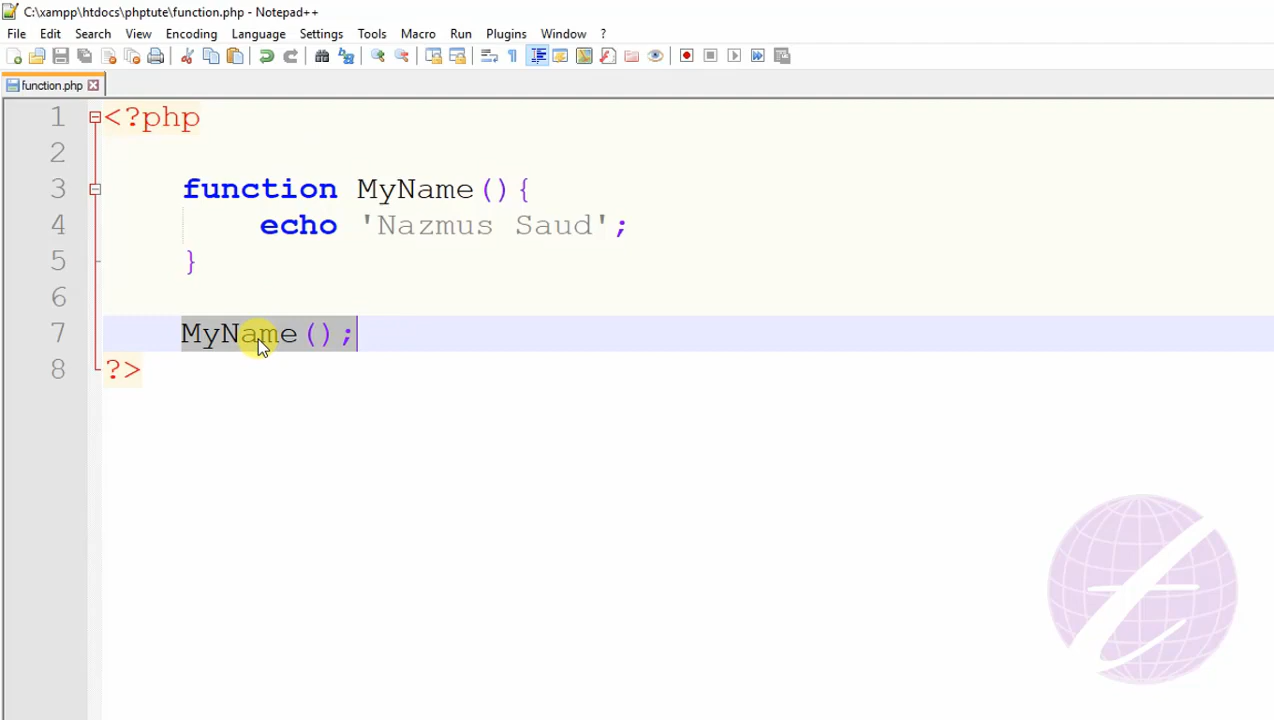 C:\xampp\htdocs\phptute\function.php - Notepad++
File Edit Search View Encoding Language Settings Tools Macro Run Plugins Window ?
function.php
1 <?php
2
3 function MyName(){
4 echo 'Nazmus Saud';
5 }
6
7 MyName();
8 ?>
t